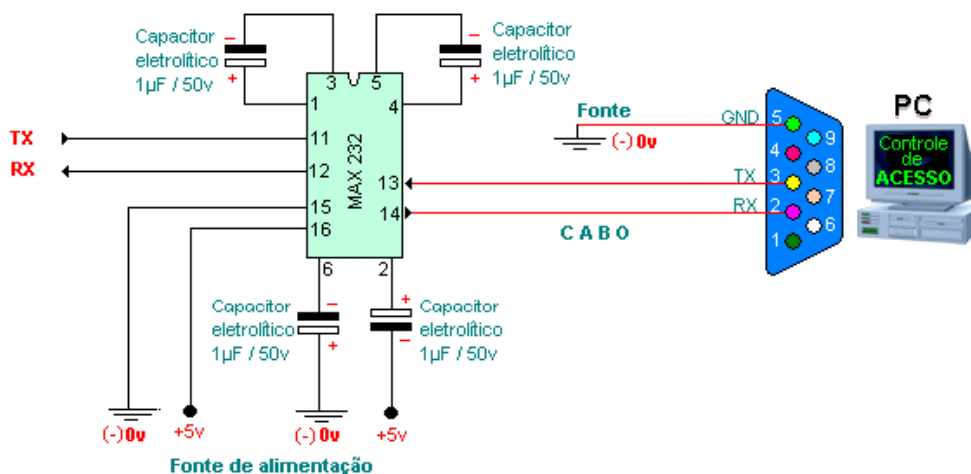 Capacitor
eletrolítico
1µF / 50v
−
+
Capacitor
eletrolítico
1µF / 50v
−
+
3
5
1
4
TX
11
RX
12
MAX 232
13
14
15
16
6
2
Fonte
(-) 0v
GND
TX
RX
CABO
5
9
4
8
3
7
2
6
1
PC
Controle
de
ACESSO
Capacitor
eletrolítico
1µF / 50v
−
+
+
−
Capacitor
eletrolítico
1µF / 50v
(-) 0v
+5v
(-) 0v
+5v
Fonte de alimentação